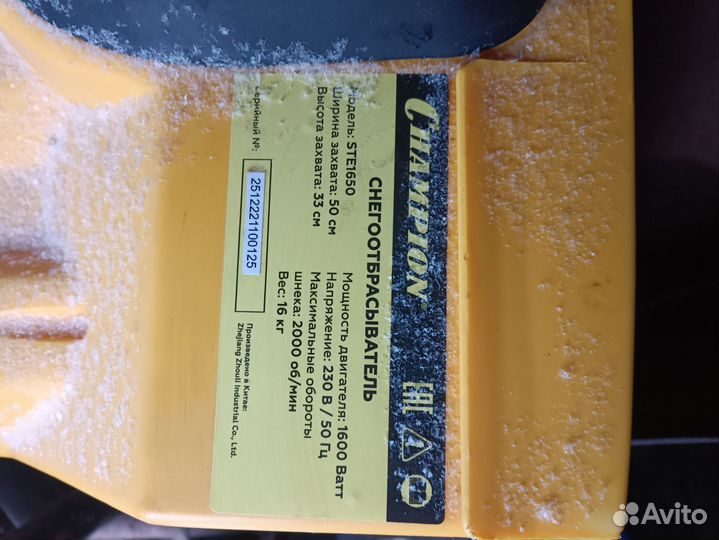 CHAMPION®
EAC
СНЕГООТБРАСЫВАТЕЛЬ
Модель: STE1650
Ширина захвата: 50 см
Высота захвата: 33 см
Мощность двигателя: 1600 Ватт
Напряжение: 230 В / 50 Гц
Максимальные обороты
шнека: 2000 об/мин
Вес: 16 кг
Серийный №:
2512221100125
Произведено в Китае:
Zhejiang Zhouli Industrial Co., Ltd.
Avito